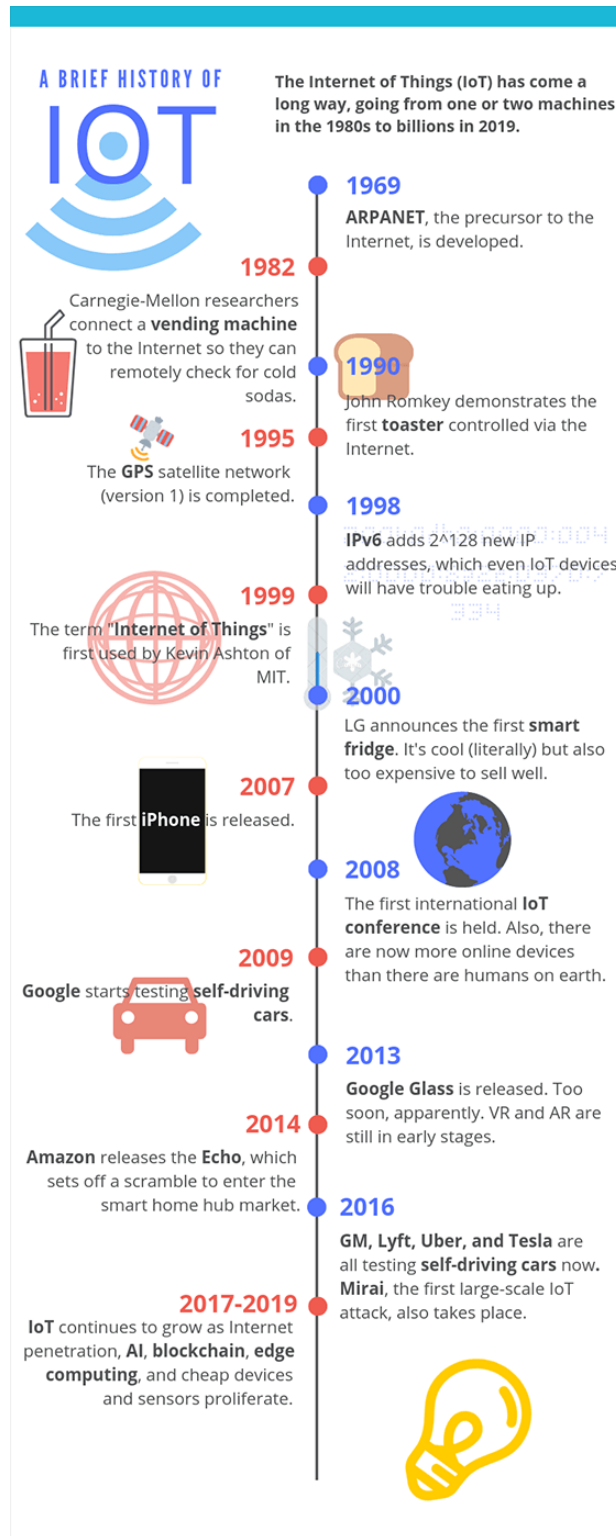 A BRIEF HISTORY OF
IOT
The Internet of Things (IoT) has come a
long way, going from one or two machines
in the 1980s to billions in 2019.
1969
ARPANET, the precursor to the
Internet, is developed.
1982
Carnegie-Mellon researchers
connect a vending machine
to the Internet so they can
remotely check for cold
sodas.
1990
John Romkey demonstrates the
first toaster controlled via the
Internet.
1995
The GPS satellite network
(version 1) is completed.
1998
IPv6 adds 2^128 new IP
addresses, which even IoT devices
will have trouble eating up.
334
1999
The term "Internet of Things" is
first used by Kevin Ashton of
MIT.
2000
LG announces the first smart
fridge. It's cool (literally) but also
too expensive to sell well.
2007
The first iPhone is released.
2008
The first international IoT
conference is held. Also, there
are now more online devices
than there are humans on earth.
2009
Google starts testing self-driving
cars.
2013
Google Glass is released. Too
soon, apparently. VR and AR are
still in early stages.
2014
Amazon releases the Echo, which
sets off a scramble to enter the
smart home hub market.
2016
GM, Lyft, Uber, and Tesla are
all testing self-driving cars now.
Mirai, the first large-scale IoT
attack, also takes place.
2017-2019
IoT continues to grow as Internet
penetration, AI, blockchain, edge
computing, and cheap devices
and sensors proliferate.